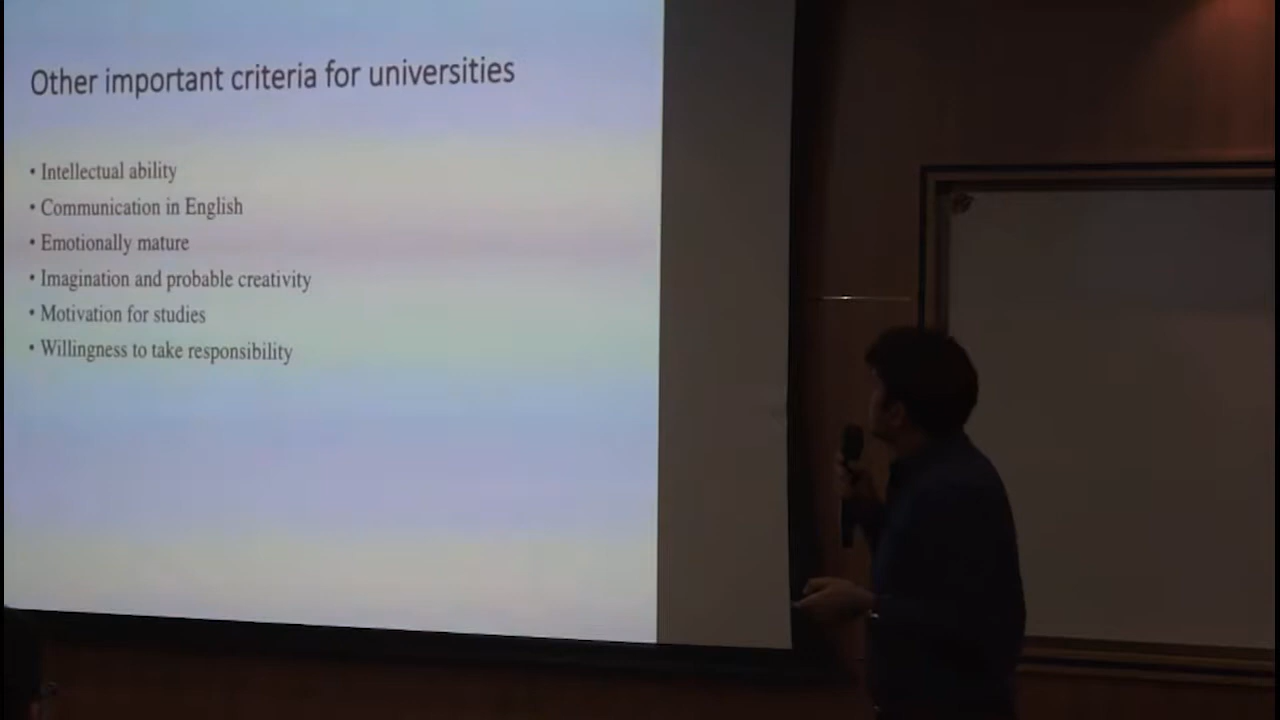 Other important criteria for universities
• Intellectual ability
• Communication in English
• Emotionally mature
• Imagination and probable creativity
• Motivation for studies
• Willingness to take responsibility